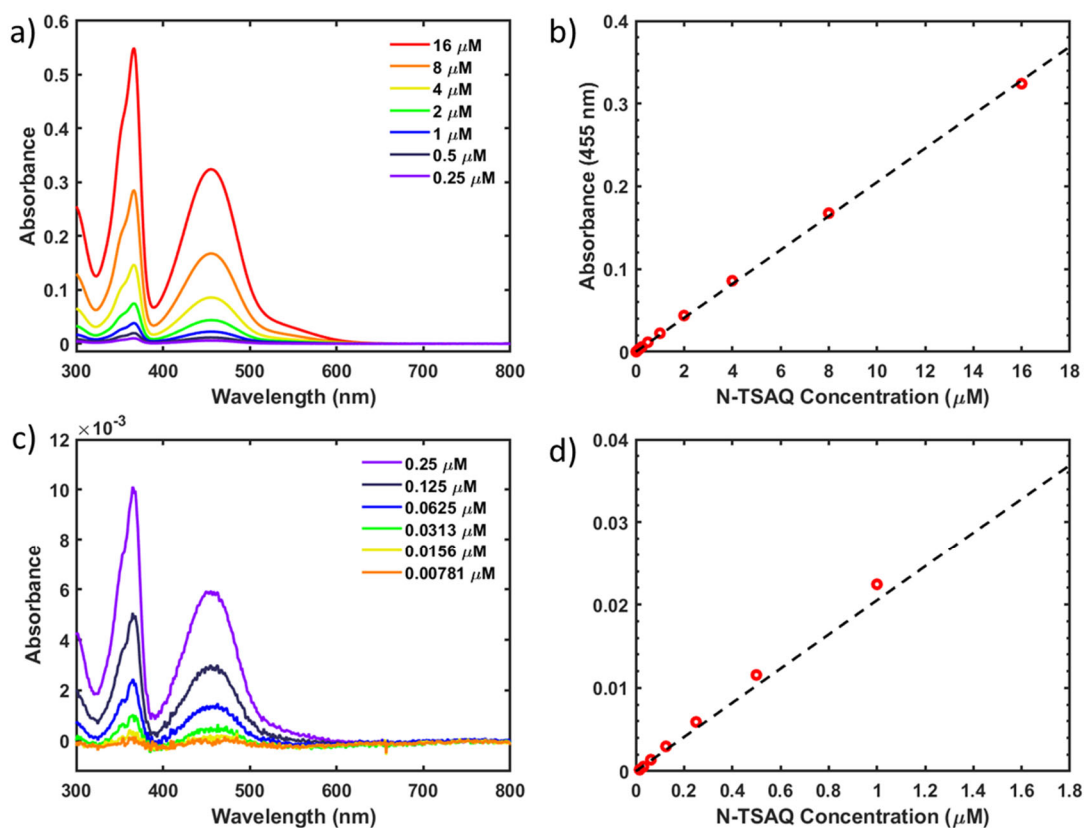 a)
0.6
0.5
0.4
0.3
0.2
0.1
0
Absorbance
300 400 500 600 700 800
Wavelength (nm)
16 μM
8 μM
4 μM
2 μM
1 μM
0.5 μM
0.25 μM
b)
0.4
0.3
0.2
0.1
0
Absorbance (455 nm)
0 2 4 6 8 10 12 14 16 18
N-TSAQ Concentration (μM)
c)
×10⁻³
12
10
8
6
4
2
0
Absorbance
300 400 500 600 700 800
Wavelength (nm)
0.25 μM
0.125 μM
0.0625 μM
0.0313 μM
0.0156 μM
0.00781 μM
d)
0.04
0.03
0.02
0.01
0
0 0.2 0.4 0.6 0.8 1 1.2 1.4 1.6 1.8
N-TSAQ Concentration (μM)